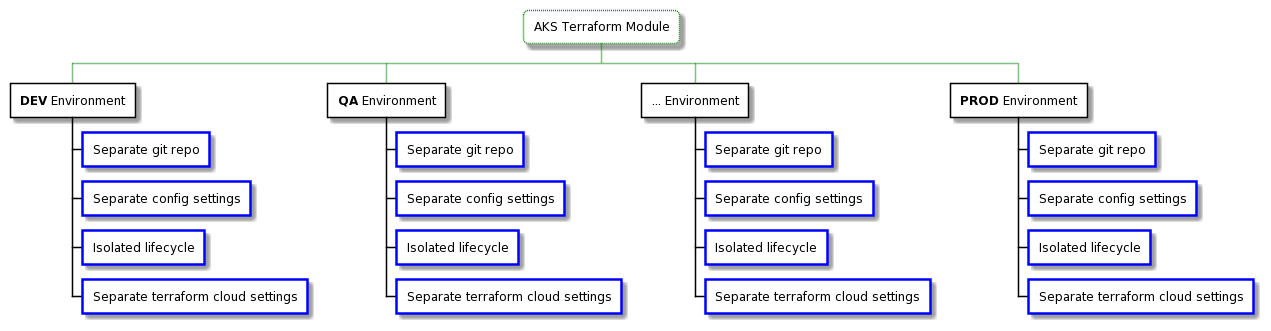 AKS Terraform Module
DEV Environment
QA Environment
... Environment
PROD Environment
Separate git repo
Separate git repo
Separate git repo
Separate git repo
Separate config settings
Separate config settings
Separate config settings
Separate config settings
Isolated lifecycle
Isolated lifecycle
Isolated lifecycle
Isolated lifecycle
Separate terraform cloud settings
Separate terraform cloud settings
Separate terraform cloud settings
Separate terraform cloud settings